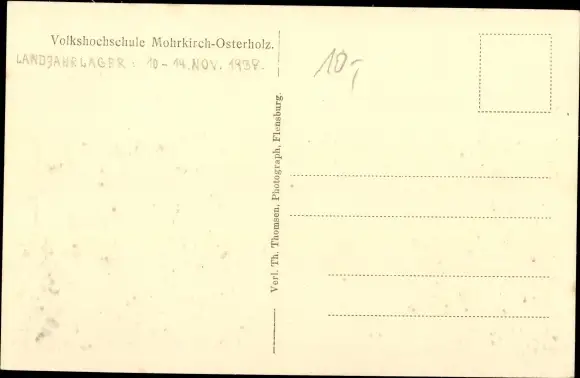 Volkshochschule Mohrkirch-Osterholz.
LANDJAHRLAGER: 10-14. NOV. 1938.
10,-
Verl. Th. Thomsen, Photograph, Flensburg.